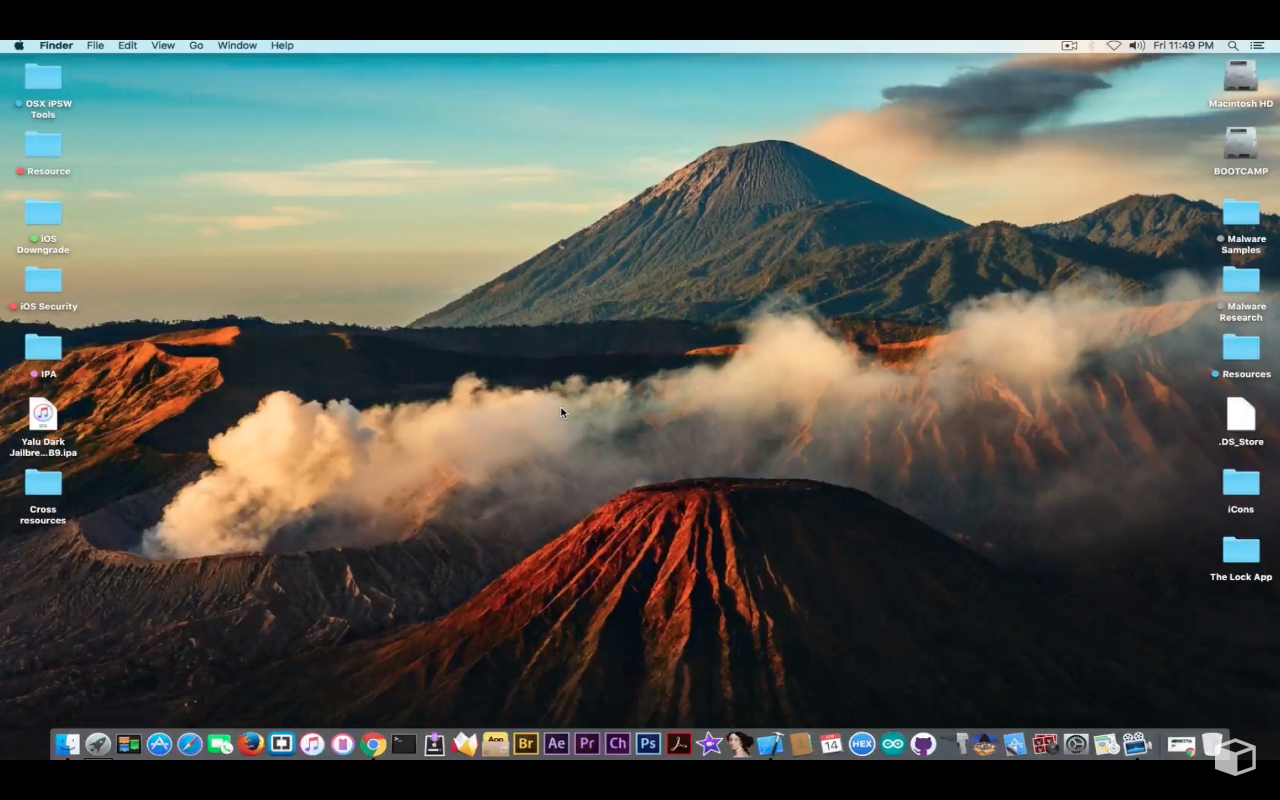 Finder File Edit View Go Window Help
Fri 11:49 PM
OSX iPSW
Tools
Resource
iOS
Downgrade
iOS Security
IPA
IPA
Yalu Dark
Jailbre...B9.ipa
Cross
resources
Macintosh HD
BOOTCAMP
Malware
Samples
Malware
Research
Resources
.DS_Store
iCons
The Lock App
Br
Ae
Pr
Ch
Ps
14
HEX